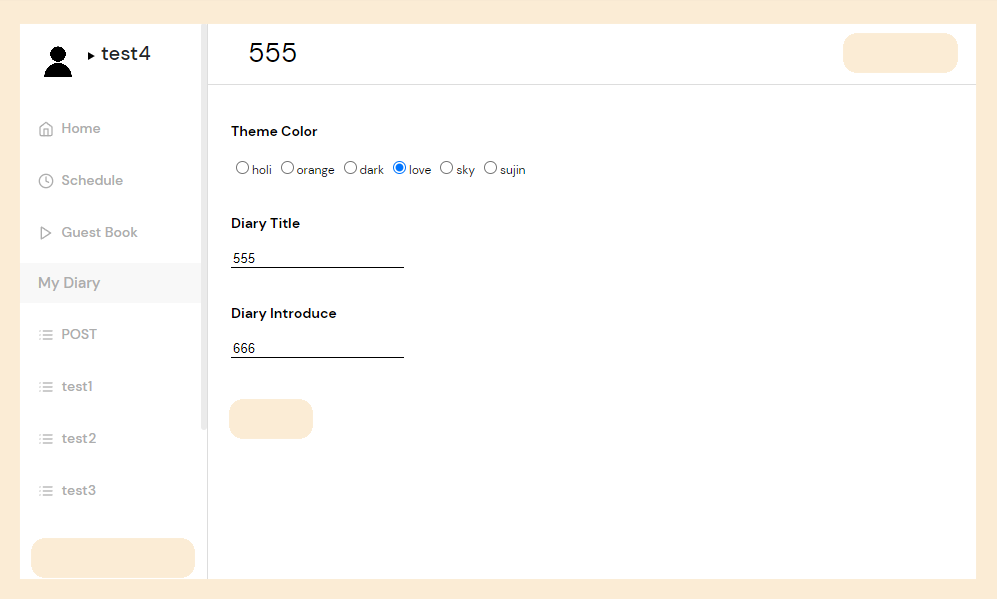 test4
555
Home
Schedule
Guest Book
My Diary
POST
test1
test2
test3
Theme Color
holi orange dark love sky sujin
Diary Title
555
Diary Introduce
666